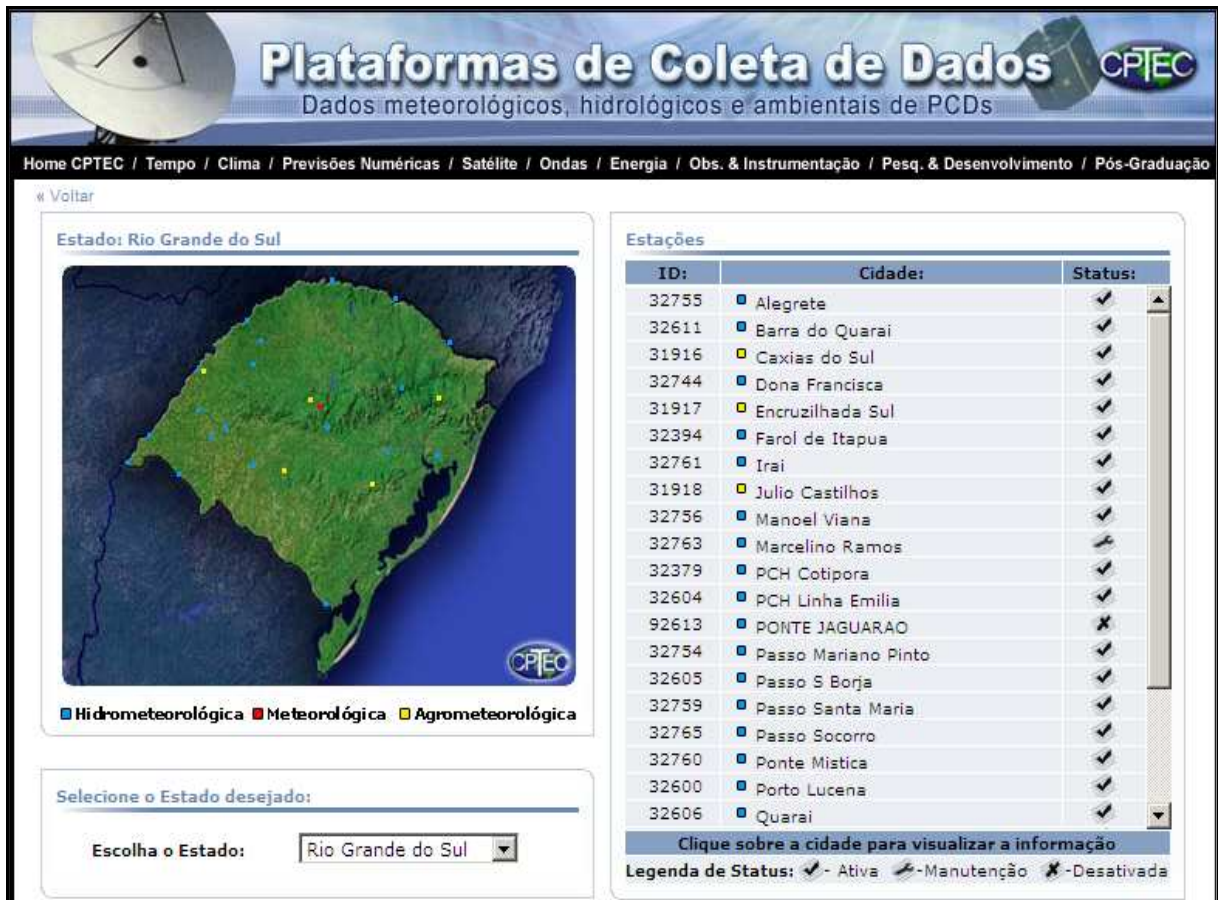 Plataformas de Coleta de Dados
CPTEC
Dados meteorológicos, hidrológicos e ambientais de PCDs
Home CPTEC / Tempo / Clima / Previsões Numéricas / Satélite / Ondas / Energia / Obs. & Instrumentação / Pesq. & Desenvolvimento / Pós-Graduação
« Voltar
Estado: Rio Grande do Sul
CPTEC
Hidrometeorológica Meteorológica Agrometeorológica
Selecione o Estado desejado:
Escolha o Estado: Rio Grande do Sul
Estações
ID: Cidade: Status:
32755 Alegrete
32611 Barra do Quarai
31916 Caxias do Sul
32744 Dona Francisca
31917 Encruzilhada Sul
32394 Farol de Itapua
32761 Irai
31918 Julio Castilhos
32756 Manoel Viana
32763 Marcelino Ramos
32379 PCH Cotipora
32604 PCH Linha Emilia
92613 PONTE JAGUARAO
32754 Passo Mariano Pinto
32605 Passo S Borja
32759 Passo Santa Maria
32765 Passo Socorro
32760 Ponte Mistica
32600 Porto Lucena
32606 Quarai
Clique sobre a cidade para visualizar a informação
Legenda de Status: - Ativa -Manutenção -Desativada